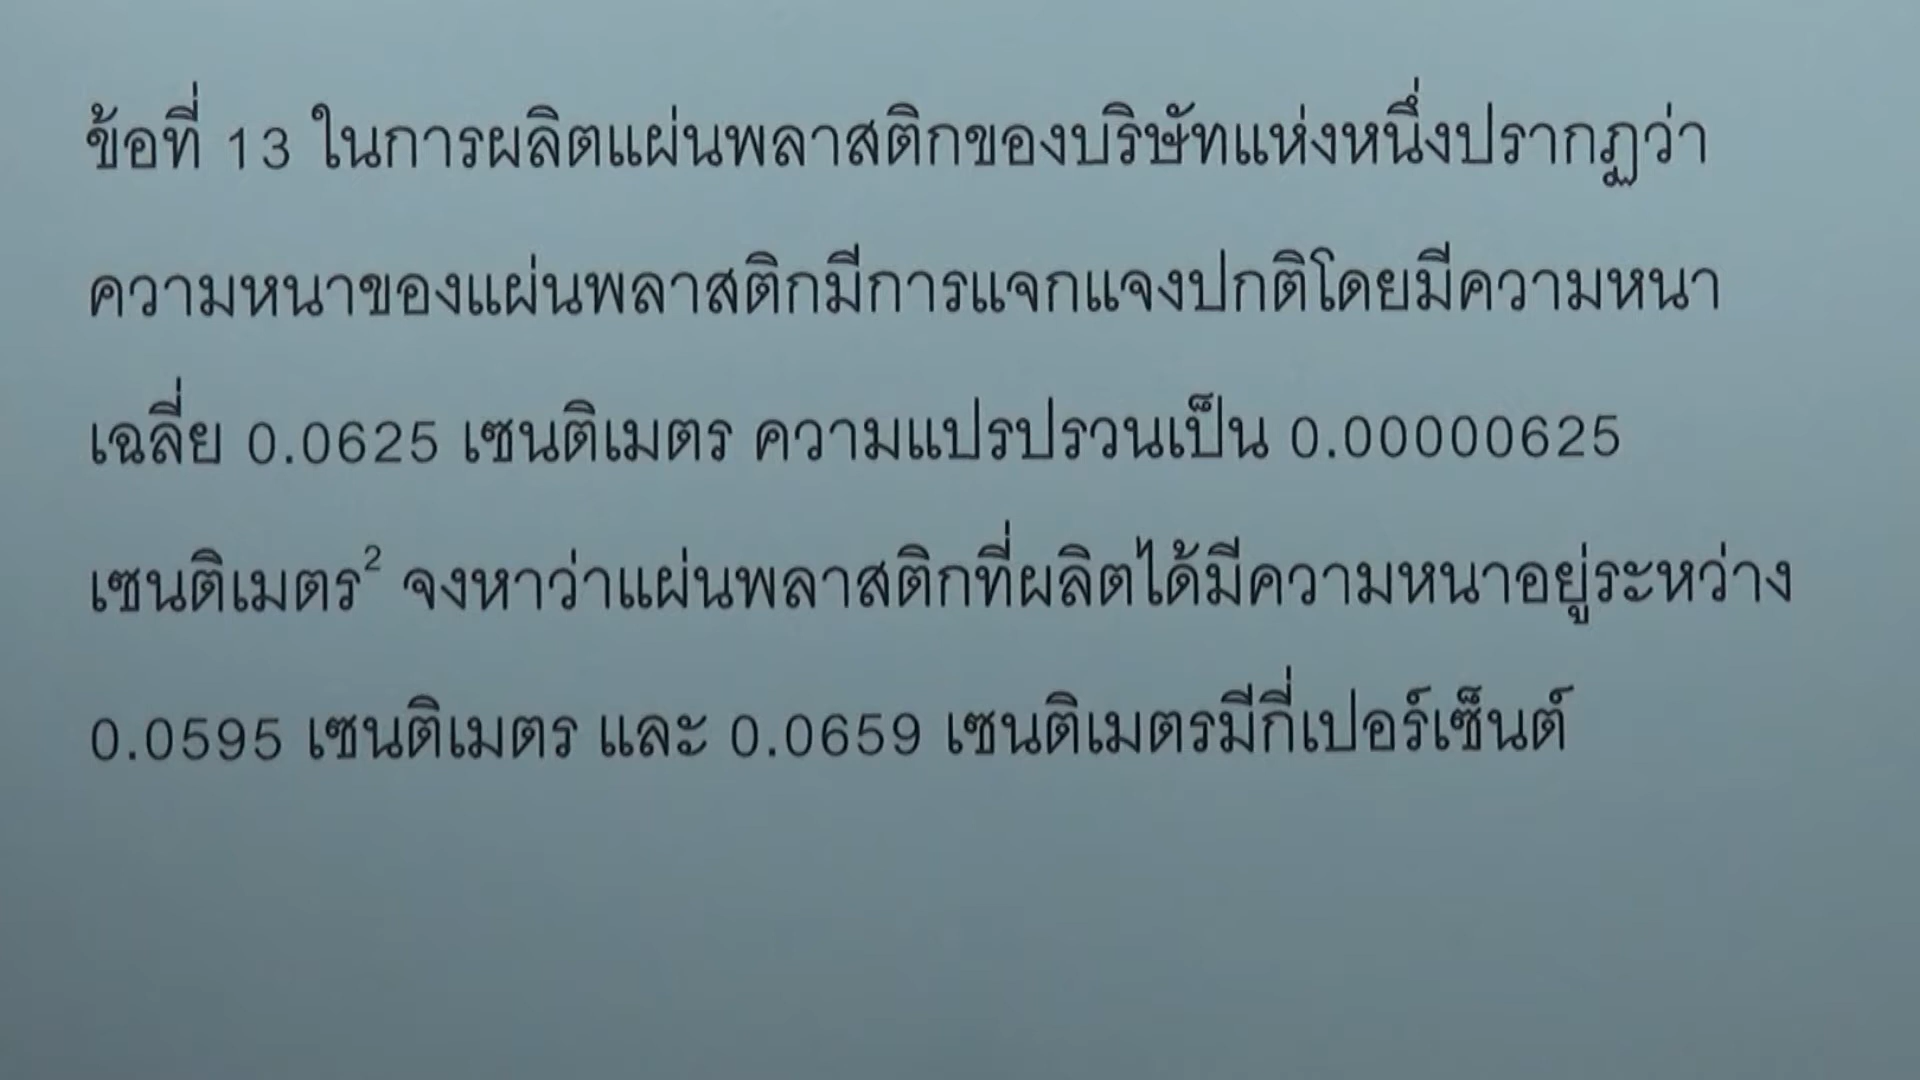 ข้อที่ 13 ในการผลิตแผ่นพลาสติกของบริษัทแห่งหนึ่งปรากฏว่า
ความหนาของแผ่นพลาสติกมีการแจกแจงปกติโดยมีความหนา
เฉลี่ย 0.0625 เซนติเมตร ความแปรปรวนเป็น 0.00000625
เซนติเมตร² จงหาว่าแผ่นพลาสติกที่ผลิตได้มีความหนาอยู่ระหว่าง
0.0595 เซนติเมตร และ 0.0659 เซนติเมตรมีกี่เปอร์เซ็นต์